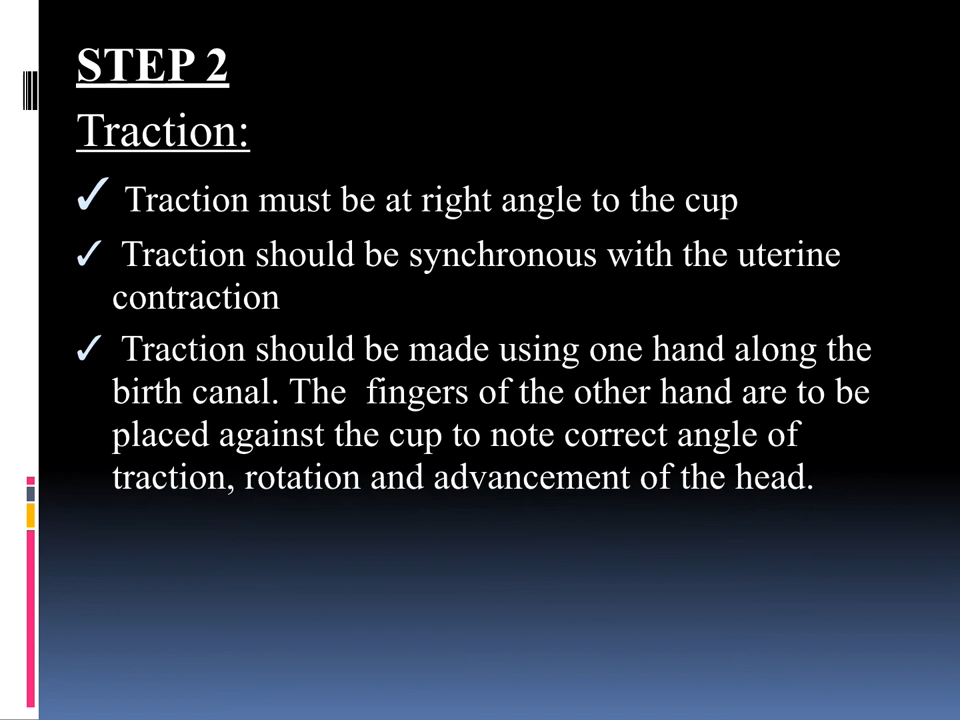 STEP 2
Traction:
✓ Traction must be at right angle to the cup
✓ Traction should be synchronous with the uterine
contraction
✓ Traction should be made using one hand along the
birth canal. The  fingers of the other hand are to be
placed against the cup to note correct angle of
traction, rotation and advancement of the head.